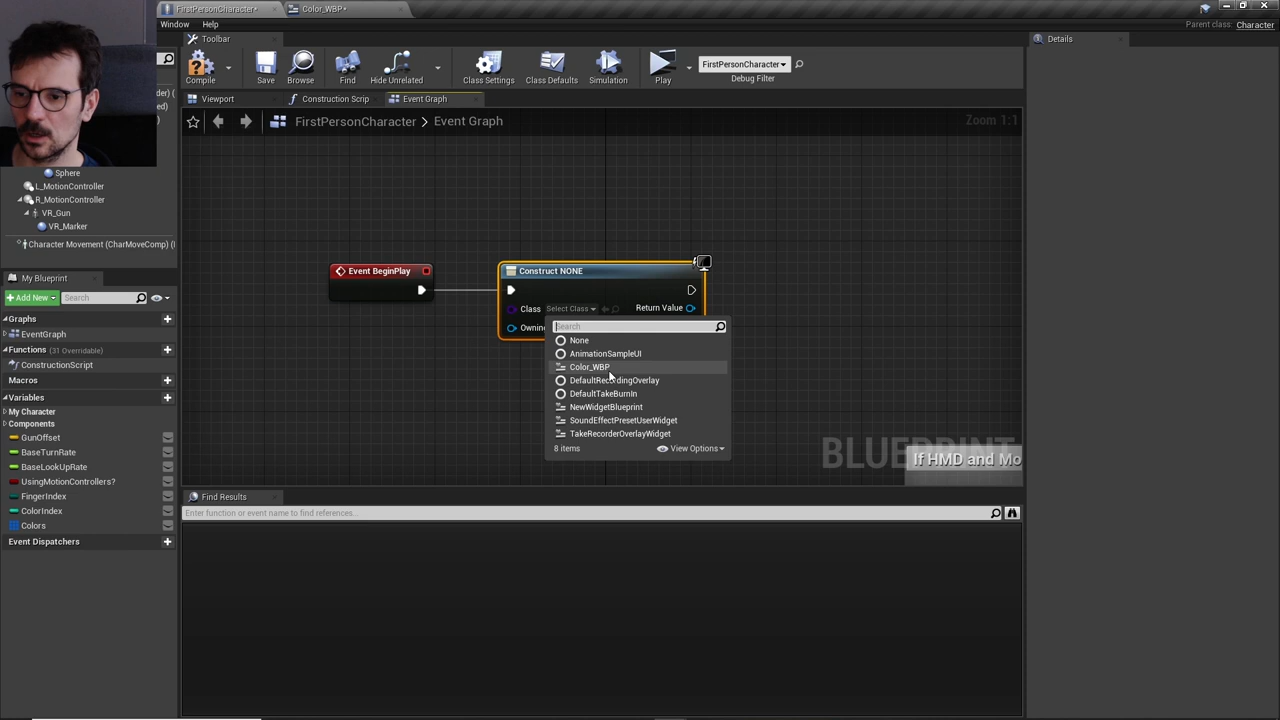 FirstPersonCharacter*
Color_WBP*
Window Help
Parent class: Character
Toolbar
Details
Compile
Save
Browse
Find
Hide Unrelated
Class Settings
Class Defaults
Simulation
Play
FirstPersonCharacter
Debug Filter
Viewport
Construction Scrip
Event Graph
FirstPersonCharacter > Event Graph
Zoom 1:1
Sphere
L_MotionController
R_MotionController
VR_Gun
VR_Marker
Character Movement (CharMoveComp) (I
My Blueprint
Add New
Search
Graphs
EventGraph
Functions (31 Overridable)
ConstructionScript
Macros
Variables
My Character
Components
GunOffset
BaseTurnRate
BaseLookUpRate
UsingMotionControllers?
FingerIndex
ColorIndex
Colors
Event Dispatchers
Event BeginPlay
Construct NONE
Class Select Class
Return Value
Owning
Search
None
AnimationSampleUI
Color_WBP
DefaultRecordingOverlay
DefaultTakeBurnIn
NewWidgetBlueprint
SoundEffectPresetUserWidget
TakeRecorderOverlayWidget
8 items
View Options
BLUEPRINT
If HMD and Mo
Find Results
Enter function or event name to find references...